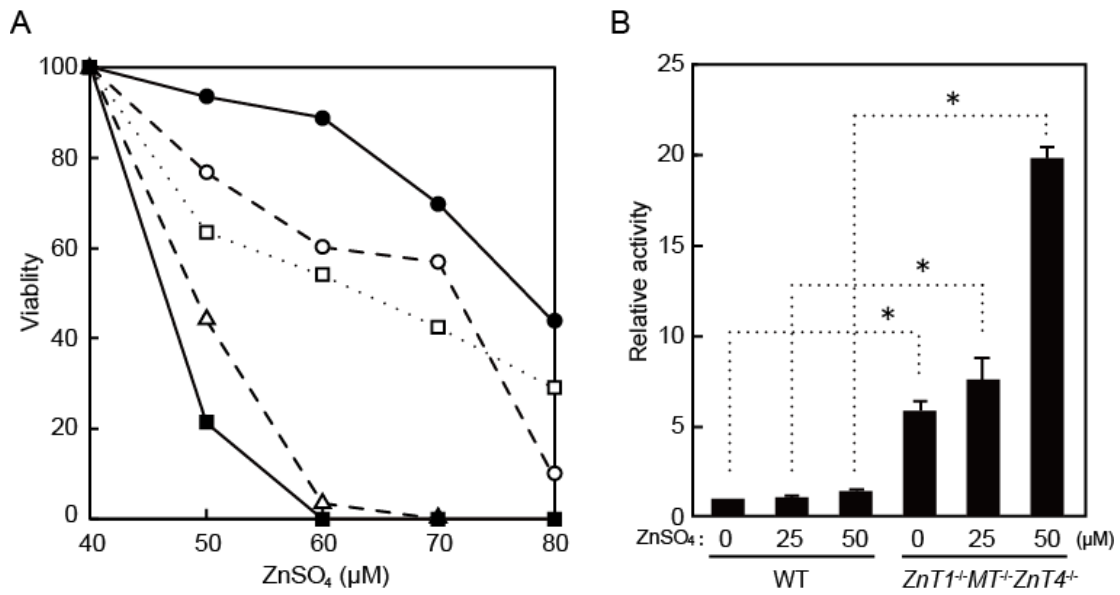 A
100
80
60
40
20
0
Viablity
40 50 60 70 80
ZnSO₄ (µM)
B
25
20
15
10
5
0
Relative activity
*
*
*
ZnSO₄ : 0 25 50 0 25 50 (µM)
WT ZnT1⁻/⁻MT⁻/⁻ZnT4⁻/⁻